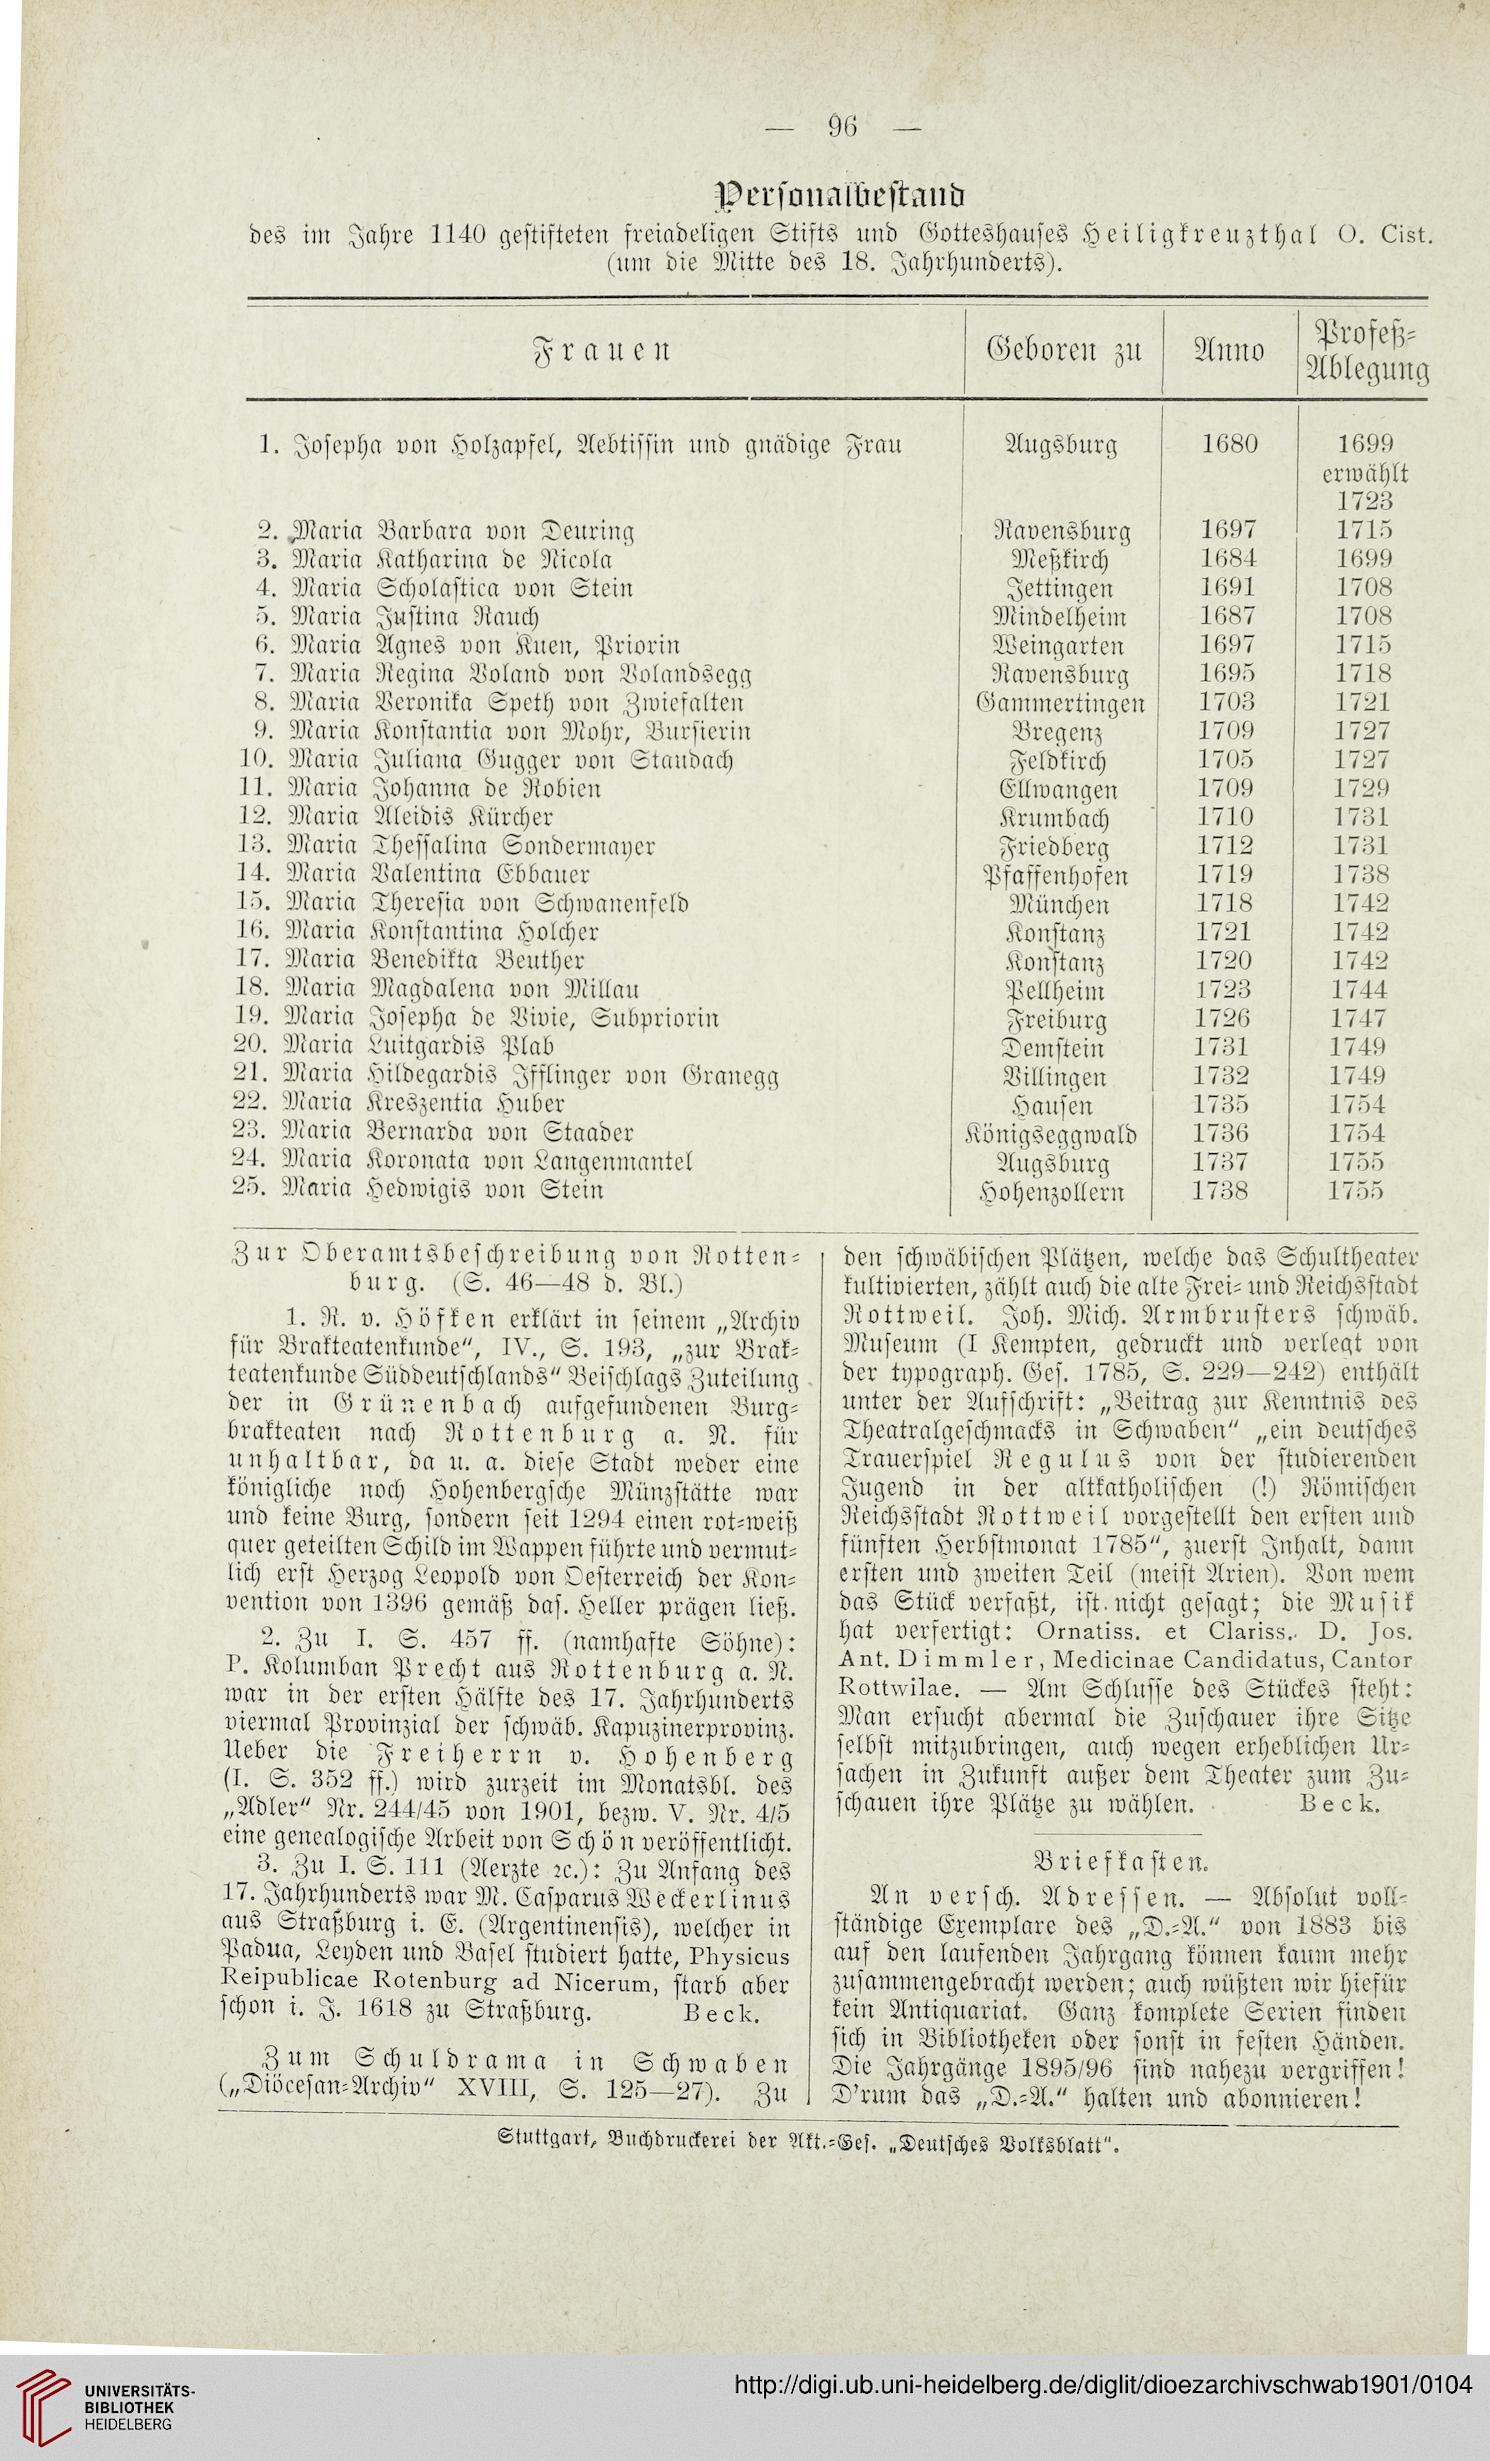 — 96 —
Personalbestand
des im Jahre 1140 gestifteten freiadeligen Stifts und Gotteshauses Heiligkreuzthal O. Cist.
(um die Mitte des 18. Jahrhunderts).
Frauen Geboren zu Anno Profeß-Ablegung
1. Josepha von Holzapfel, Aebtissin und gnädige Frau Augsburg 1680 1699
erwählt
1723
2. Maria Barbara von Deuring Ravensburg 1697 1715
3. Maria Katharina de Nicola Meßkirch 1684 1699
4. Maria Scholastica von Stein Jettingen 1691 1708
5. Maria Justina Rauch Mindelheim 1687 1708
6. Maria Agnes von Kuen, Priorin Weingarten 1697 1715
7. Maria Regina Voland von Volandsegg Ravensburg 1695 1718
8. Maria Veronika Speth von Zwiefalten Gammertingen 1703 1721
9. Maria Konstantia von Mohr, Bursierin Bregenz 1709 1727
10. Maria Juliana Gugger von Staudach Feldkirch 1705 1727
11. Maria Johanna de Robien Ellwangen 1709 1729
12. Maria Aleidis Kürcher Krumbach 1710 1731
13. Maria Thessalina Sondermayer Friedberg 1712 1731
14. Maria Valentina Ebbauer Pfaffenhofen 1719 1738
15. Maria Theresia von Schwanenfeld München 1718 1742
16. Maria Konstantina Holcher Konstanz 1721 1742
17. Maria Benedikta Beuther Konstanz 1720 1742
18. Maria Magdalena von Millau Pellheim 1723 1744
19. Maria Josepha de Vivie, Subpriorin Freiburg 1726 1747
20. Maria Luitgardis Plab Demstein 1731 1749
21. Maria Hildegardis Ifflinger von Granegg Villingen 1732 1749
22. Maria Kreszentia Huber Hausen 1735 1754
23. Maria Bernarda von Staader Königseggwald 1736 1754
24. Maria Koronata von Langenmantel Augsburg 1737 1755
25. Maria Hedwigis von Stein Hohenzollern 1738 1755
Zur Oberamtsbeschreibung von Rotten-
burg. (S. 46—48 d. Bl.)
1. R. v. Höfken erklärt in seinem „Archiv
für Brakteatenkunde", IV., S. 193, „zur Brak-
teatenkunde Süddeutschlands" Beischlags Zuteilung
der in Grünenbach aufgefundenen Burg-
brakteaten nach Rottenburg a. N. für
unhaltbar, da u. a. diese Stadt weder eine
königliche noch Hohenbergsche Münzstätte war
und keine Burg, sondern seit 1294 einen rot-weiß
quer geteilten Schild im Wappen führte und vermut-
lich erst Herzog Leopold von Oesterreich der Kon-
vention von 1396 gemäß das. Heller prägen ließ.
2. Zu I. S. 457 ff. (namhafte Söhne):
P. Kolumban Precht aus Rottenburg a. N.
war in der ersten Hälfte des 17. Jahrhunderts
viermal Provinzial der schwäb. Kapuzinerprovinz.
Ueber die Freiherrn v. Hohenberg
(I. S. 352 ff.) wird zurzeit im Monatsbl. des
„Adler" Nr. 244/45 von 1901, bezw. V. Nr. 4/5
eine genealogische Arbeit von Schön veröffentlicht.
3. Zu I. S. 111 (Aerzte ꝛc.): Zu Anfang des
17. Jahrhunderts war M. Casparus Weckerlinus
aus Straßburg i. E. (Argentinensis), welcher in
Padua, Leyden und Basel studiert hatte, Physicus
Reipublicae Rotenburg ad Nicerum, starb aber
schon i. J. 1618 zu Straßburg. Beck.
Zum Schuldrama in Schwaben
(„Diöcesan-Archiv" XVIII, S. 125—27). Zu
den schwäbischen Plätzen, welche das Schultheater
kultivierten, zählt auch die alte Frei- und Reichsstadt
Rottweil. Joh. Mich. Armbrusters schwäb.
Museum (I Kempten, gedruckt und verlegt von
der typograph. Ges. 1785, S. 229—242) enthält
unter der Aufschrift: „Beitrag zur Kenntnis des
Theatralgeschmacks in Schwaben" „ein deutsches
Trauerspiel Regulus von der studierenden
Jugend in der altkatholischen (!) Römischen
Reichsstadt Rottweil vorgestellt den ersten und
fünften Herbstmonat 1785", zuerst Inhalt, dann
ersten und zweiten Teil (meist Arien). Von wem
das Stück verfaßt, ist nicht gesagt; die Musik
hat verfertigt: Ornatiss. et Clariss. D. Jos.
Ant. Dimmler, Medicinae Candidatus, Cantor
Rottwilae. — Am Schlusse des Stückes steht:
Man ersucht abermal die Zuschauer ihre Sitze
selbst mitzubringen, auch wegen erheblichen Ur-
sachen in Zukunft außer dem Theater zum Zu-
schauen ihre Plätze zu wählen. Beck.
Briefkasten.
An versch. Adressen. — Absolut voll-
ständige Exemplare des „D.-A." von 1883 bis
auf den laufenden Jahrgang können kaum mehr
zusammengebracht werden; auch wüßten wir hiefür
kein Antiquariat. Ganz komplete Serien finden
sich in Bibliotheken oder sonst in festen Händen.
Die Jahrgänge 1895/96 sind nahezu vergriffen!
D'rum das „D.-A." halten und abonnieren!
Stuttgart, Buchdruckerei der Akt.-Ges. „Deutsches Volksblatt".
UNIVERSITÄTS-
BIBLIOTHEK
HEIDELBERG
http://digi.ub.uni-heidelberg.de/diglit/dioezarchivschwab1901/0104